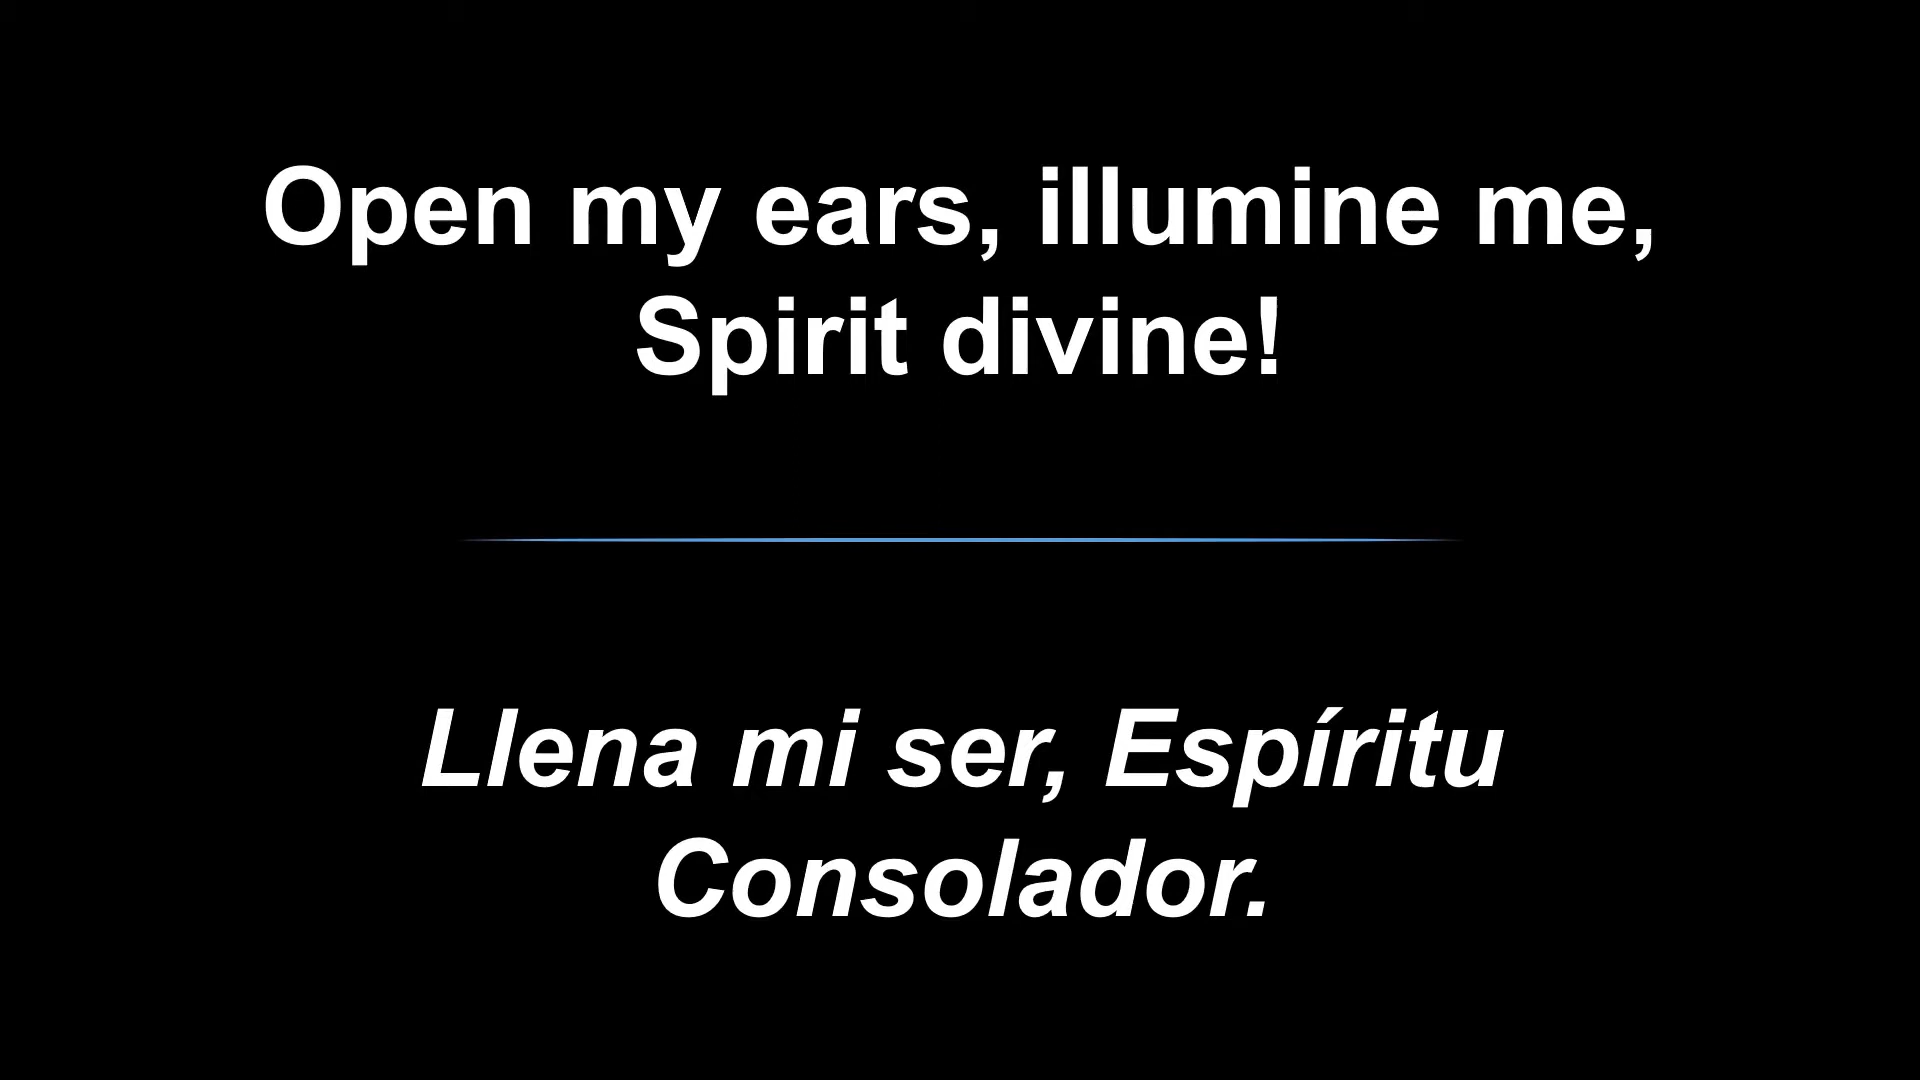 Open my ears, illumine me,
Spirit divine!
Llena mi ser, Espíritu
Consolador.